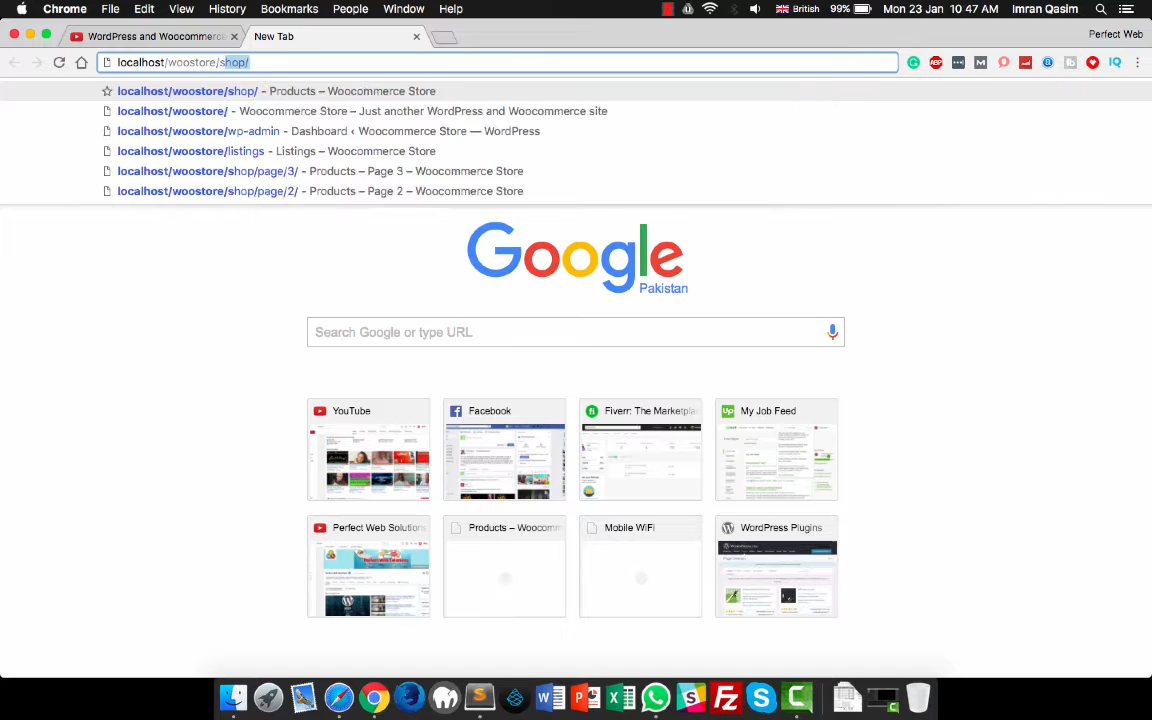 Chrome File Edit View History Bookmarks People Window Help British 99% Mon 23 Jan 10:47 AM Imran Qasim
WordPress and Woocommerce New Tab Perfect Web
localhost/woostore/shop/
localhost/woostore/shop/ - Products – Woocommerce Store
localhost/woostore/ - Woocommerce Store – Just another WordPress and Woocommerce site
localhost/woostore/wp-admin - Dashboard ‹ Woocommerce Store — WordPress
localhost/woostore/listings - Listings – Woocommerce Store
localhost/woostore/shop/page/3/ - Products – Page 3 – Woocommerce Store
localhost/woostore/shop/page/2/ - Products – Page 2 – Woocommerce Store
Google
Pakistan
Search Google or type URL
YouTube Facebook Fiverr: The Marketpla My Job Feed
Perfect Web Solution Products – Woocomm Mobile WiFi WordPress Plugins